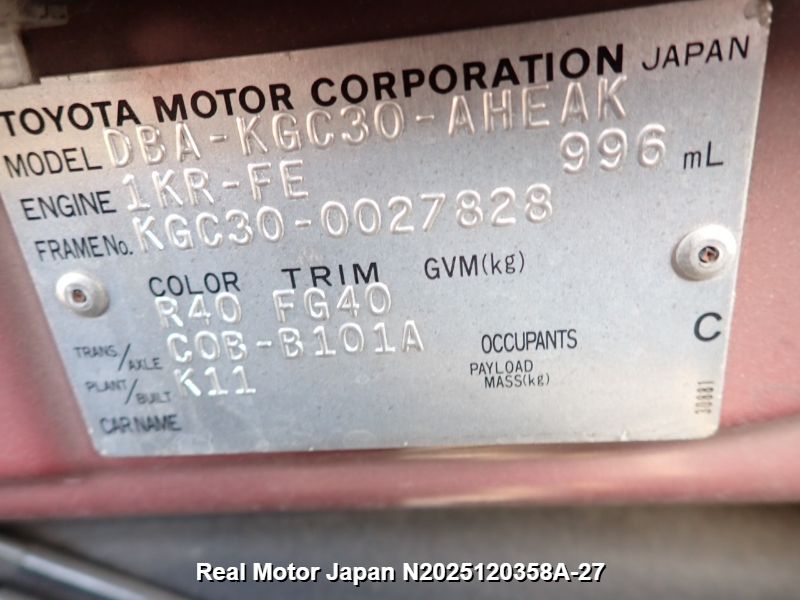 TOYOTA MOTOR CORPORATION JAPAN
MODEL DBA-KGC30-AHEAK
ENGINE 1KR-FE 996 mL
FRAME No. KGC30-0027828
COLOR TRIM GVM(kg)
R40 FG40
TRANS/AXLE C0B-B101A OCCUPANTS C
PLANT/BUILT K11 PAYLOAD MASS(kg)
CAR NAME
30881
Real Motor Japan N2025120358A-27